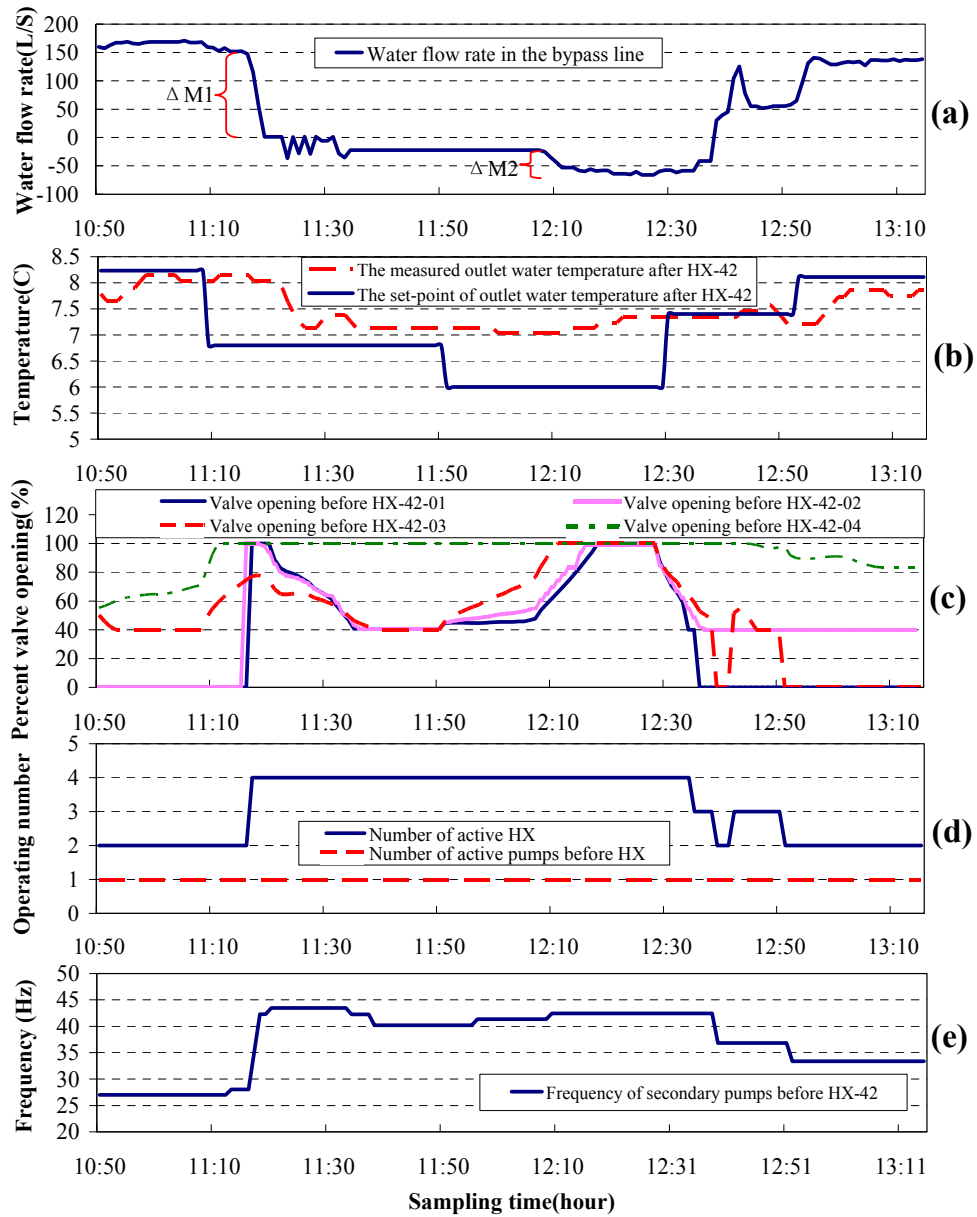 Water flow rate(L/S)
200
150
100
50
0
-50
-100
Water flow rate in the bypass line
Δ M1
Δ M2
(a)
10:50 11:10 11:30 11:50 12:10 12:30 12:50 13:10
Temperature(C)
8.5
8
7.5
7
6.5
6
5.5
5
The measured outlet water temperature after HX-42
The set-point of outlet water temperature after HX-42
(b)
10:50 11:10 11:30 11:50 12:10 12:30 12:50 13:10
Percent valve opening(%)
Valve opening before HX-42-01 Valve opening before HX-42-02
Valve opening before HX-42-03 Valve opening before HX-42-04
120
100
80
60
40
20
0
(c)
10:50 11:10 11:30 11:50 12:10 12:30 12:50 13:10
Operating number
5
4
3
2
1
0
Number of active HX
Number of active pumps before HX
(d)
10:50 11:10 11:30 11:50 12:10 12:30 12:50 13:10
Frequency (Hz)
50
45
40
35
30
25
20
Frequency of secondary pumps before HX-42
(e)
10:50 11:10 11:30 11:50 12:10 12:31 12:51 13:11
Sampling time(hour)